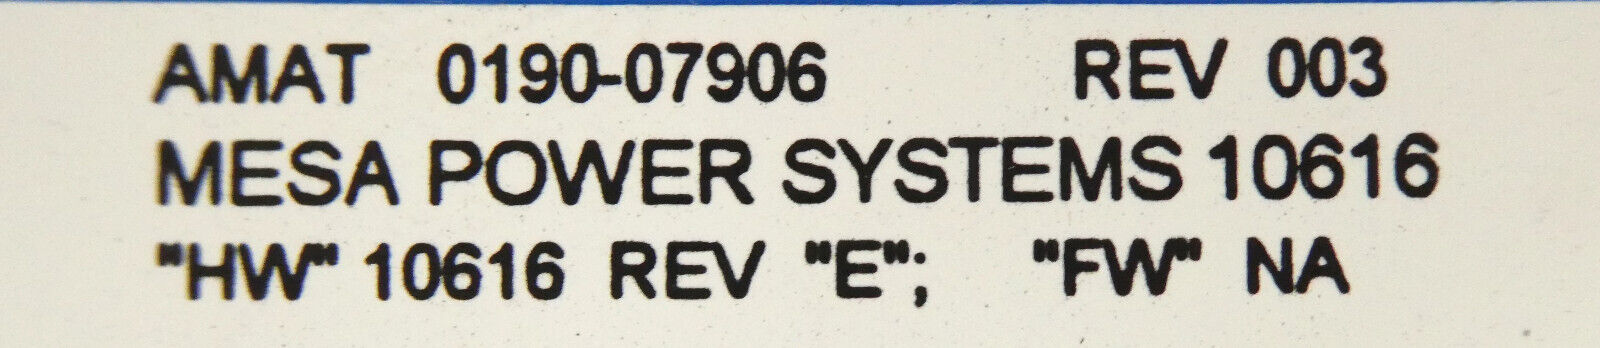 AMAT 0190-07906 REV 003
MESA POWER SYSTEMS 10616
"HW" 10616 REV "E"; "FW" NA